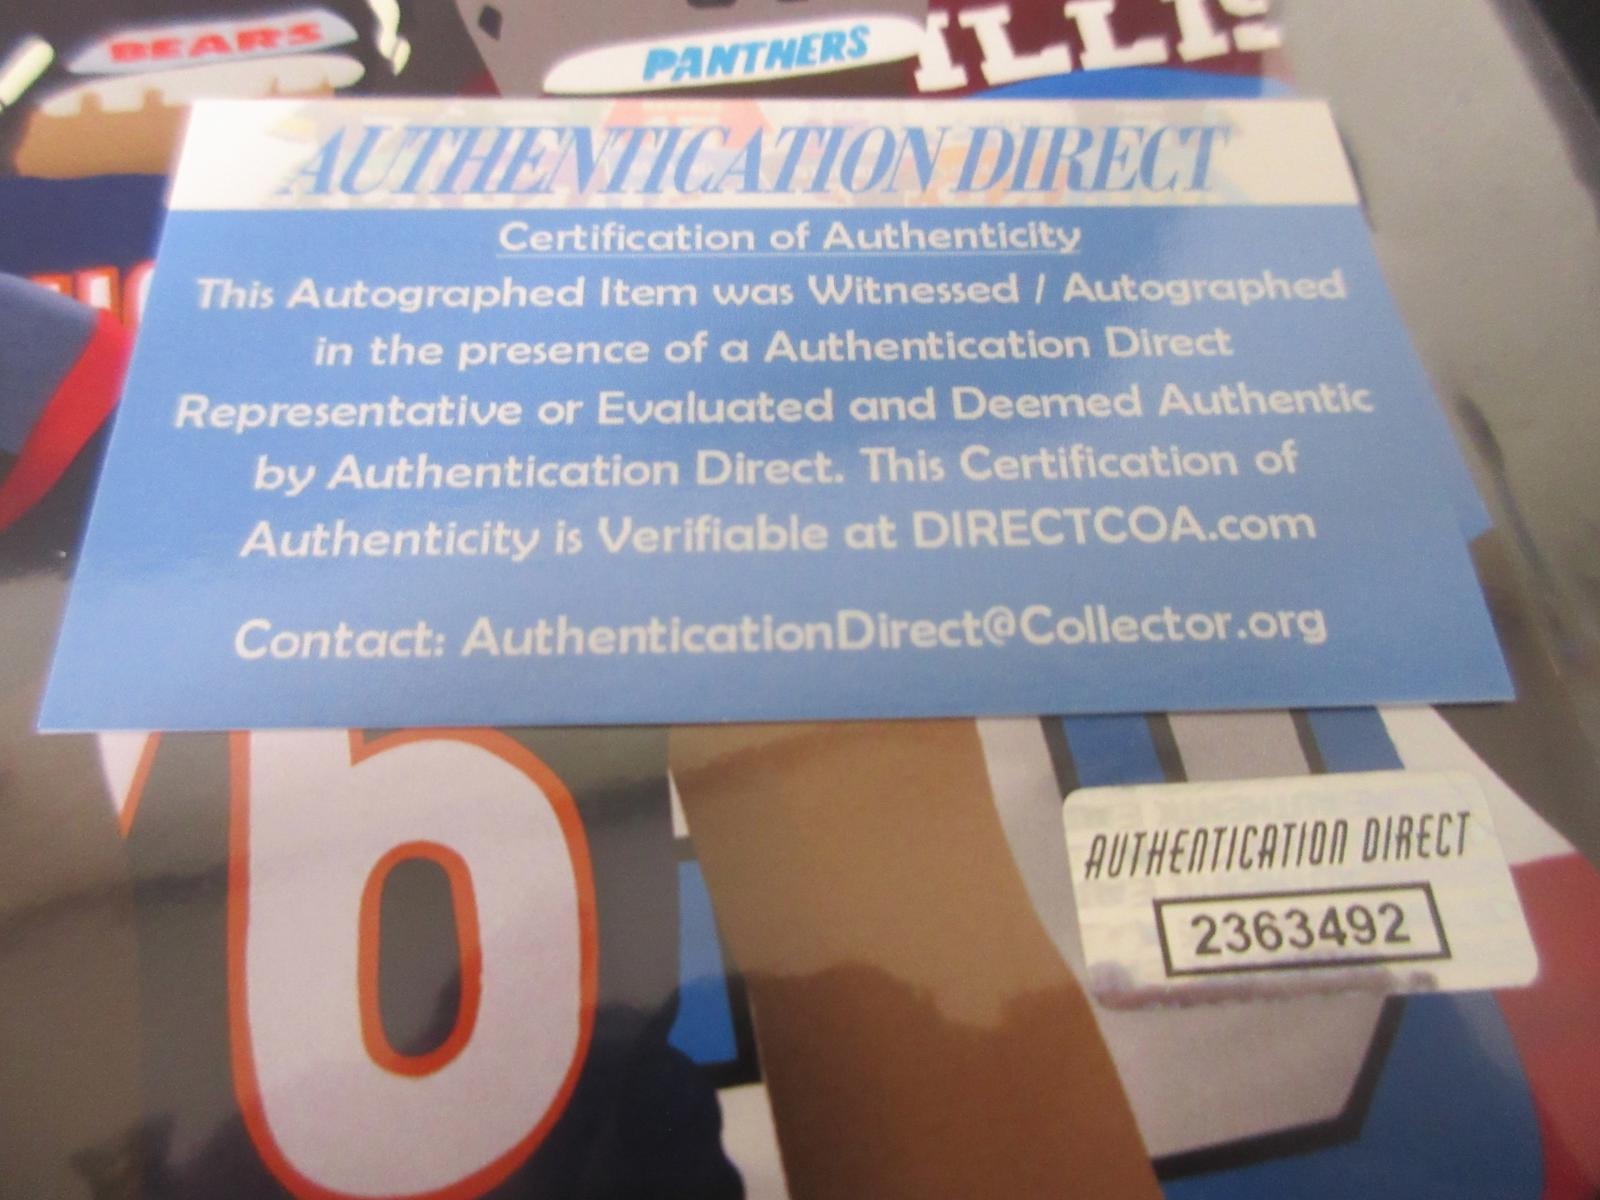 BEARS
PANTHERS
ILLIS
AUTHENTICATION DIRECT
Certification of Authenticity
This Autographed Item was Witnessed / Autographed
in the presence of a Authentication Direct
Representative or Evaluated and Deemed Authentic
by Authentication Direct. This Certification of
Authenticity is Verifiable at DIRECTCOA.com
Contact: AuthenticationDirect@Collector.org
6
AUTHENTICATION DIRECT
2363492